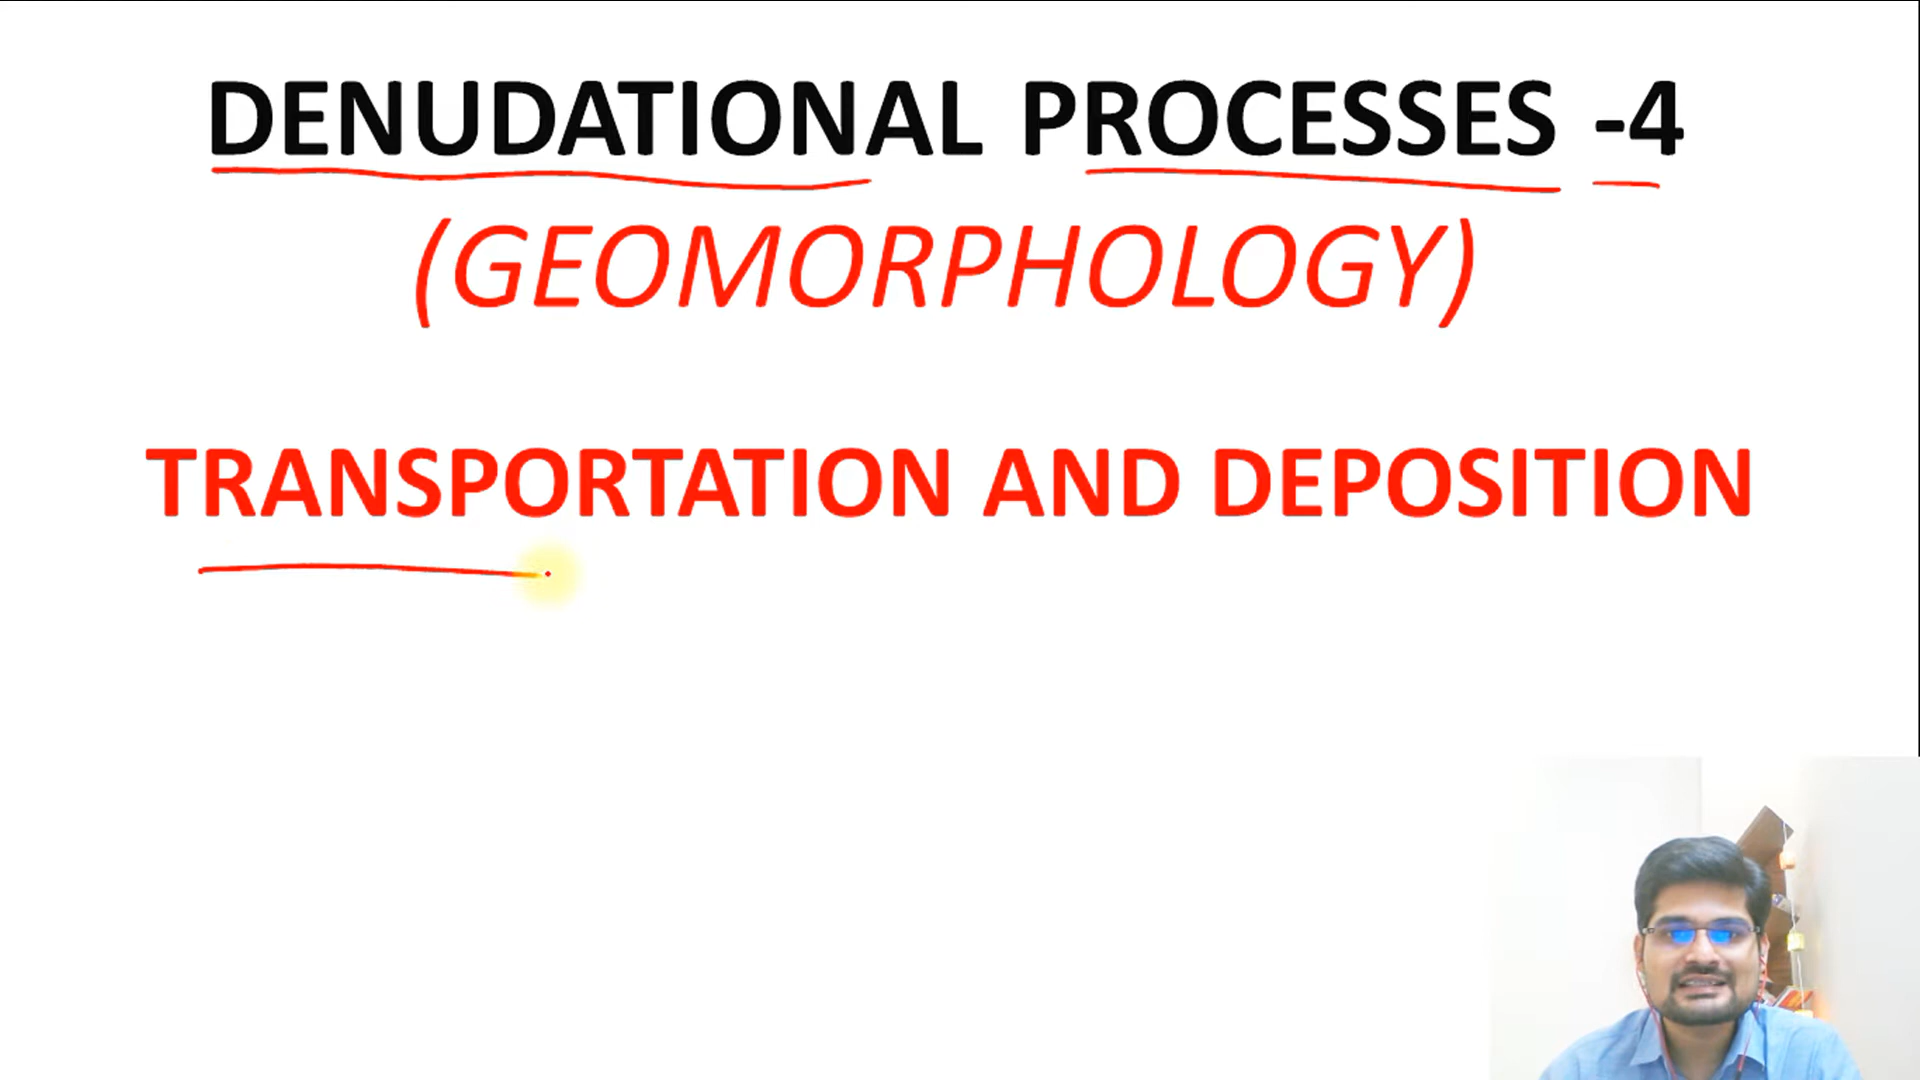 DENUDATIONAL PROCESSES -4
(GEOMORPHOLOGY)
TRANSPORTATION AND DEPOSITION